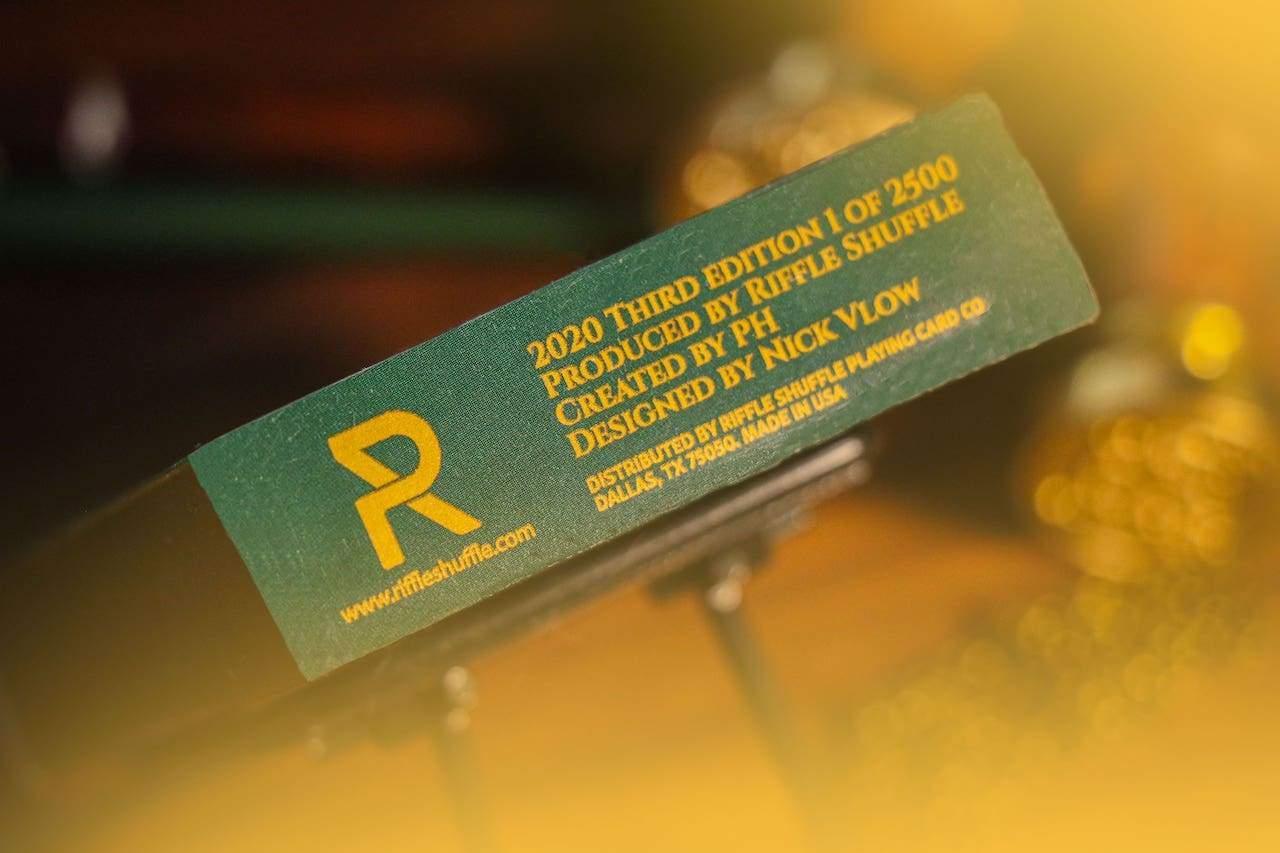 2020 THIRD EDITION 1 OF 2500
PRODUCED BY RIFFLE SHUFFLE
CREATED BY PH
DESIGNED BY NICK VLOW
DISTRIBUTED BY RIFFLE SHUFFLE PLAYING CARD CO.
DALLAS, TX 75050. MADE IN USA
R
www.riffleshuffle.com